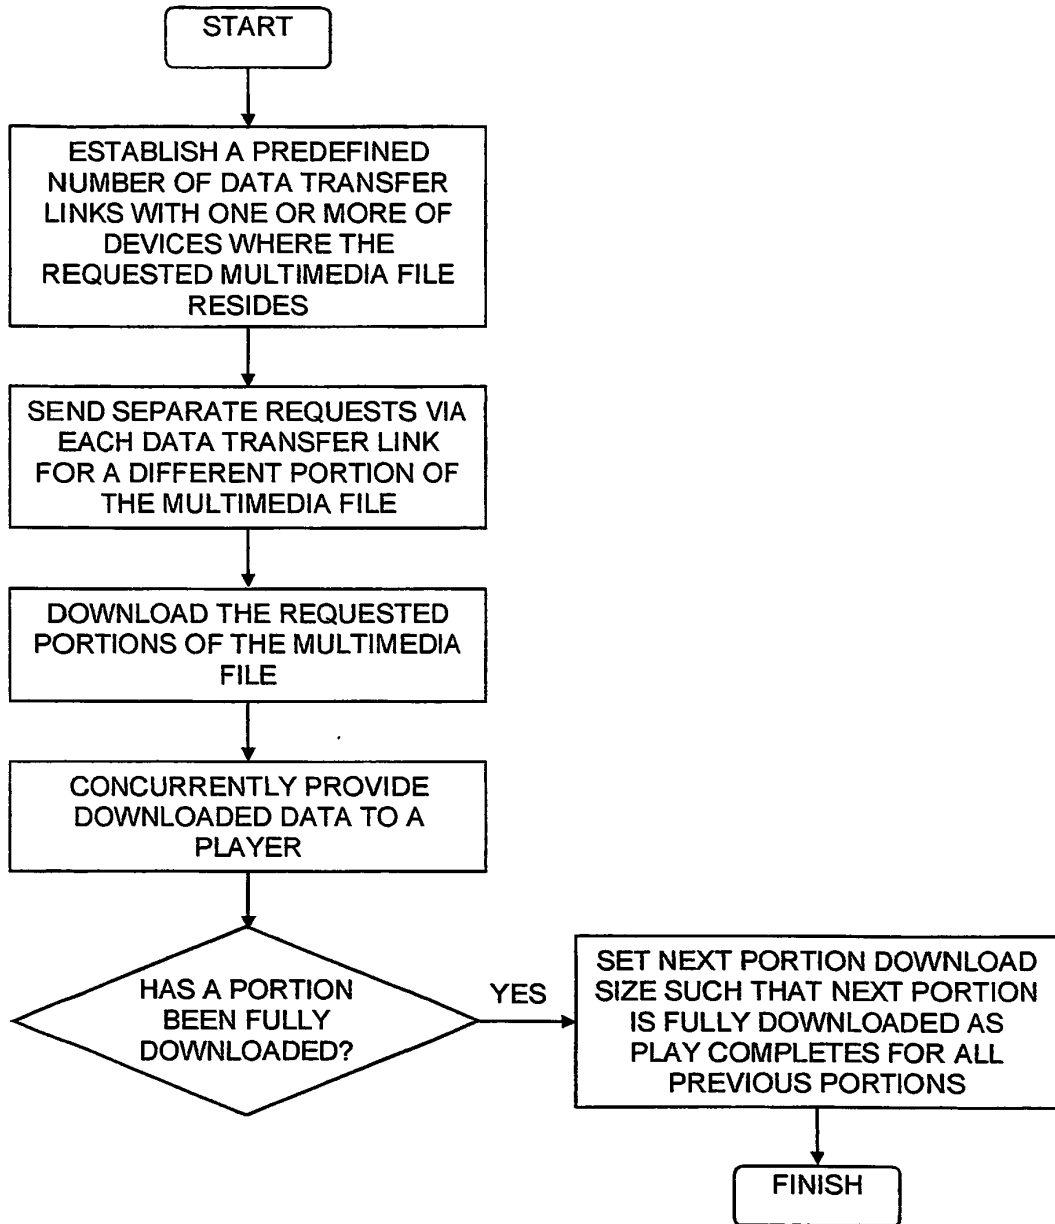 START
ESTABLISH A PREDEFINED
NUMBER OF DATA TRANSFER
LINKS WITH ONE OR MORE OF
DEVICES WHERE THE
REQUESTED MULTIMEDIA FILE
RESIDES
SEND SEPARATE REQUESTS VIA
EACH DATA TRANSFER LINK
FOR A DIFFERENT PORTION OF
THE MULTIMEDIA FILE
DOWNLOAD THE REQUESTED
PORTIONS OF THE MULTIMEDIA
FILE
CONCURRENTLY PROVIDE
DOWNLOADED DATA TO A
PLAYER
HAS A PORTION
BEEN FULLY
DOWNLOADED?
YES
SET NEXT PORTION DOWNLOAD
SIZE SUCH THAT NEXT PORTION
IS FULLY DOWNLOADED AS
PLAY COMPLETES FOR ALL
PREVIOUS PORTIONS
FINISH